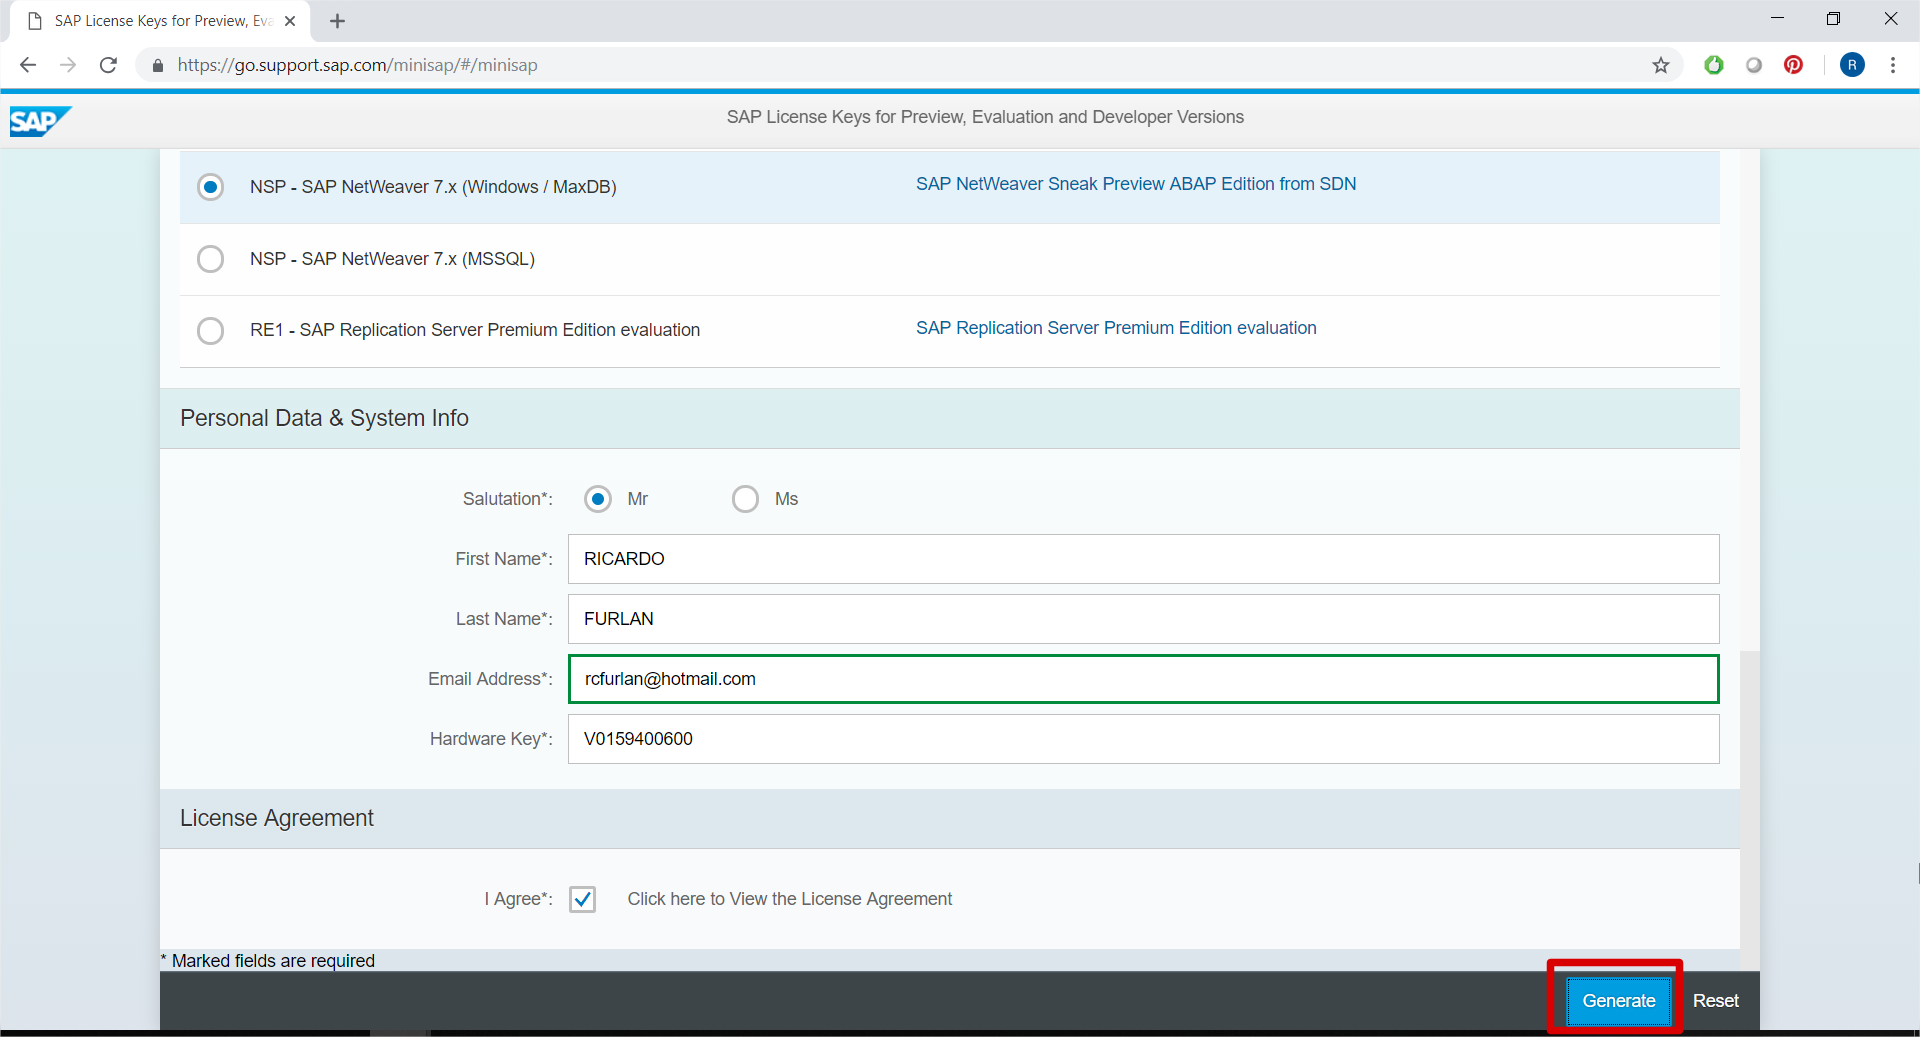 SAP License Keys for Preview, Eva
https://go.support.sap.com/minisap/#/minisap
R
SAP
SAP License Keys for Preview, Evaluation and Developer Versions
NSP - SAP NetWeaver 7.x (Windows / MaxDB)
SAP NetWeaver Sneak Preview ABAP Edition from SDN
NSP - SAP NetWeaver 7.x (MSSQL)
RE1 - SAP Replication Server Premium Edition evaluation
SAP Replication Server Premium Edition evaluation
Personal Data & System Info
Salutation*:
Mr
Ms
First Name*:
RICARDO
Last Name*:
FURLAN
Email Address*:
rcfurlan@hotmail.com
Hardware Key*:
V0159400600
License Agreement
I Agree*:
Click here to View the License Agreement
* Marked fields are required
Generate
Reset